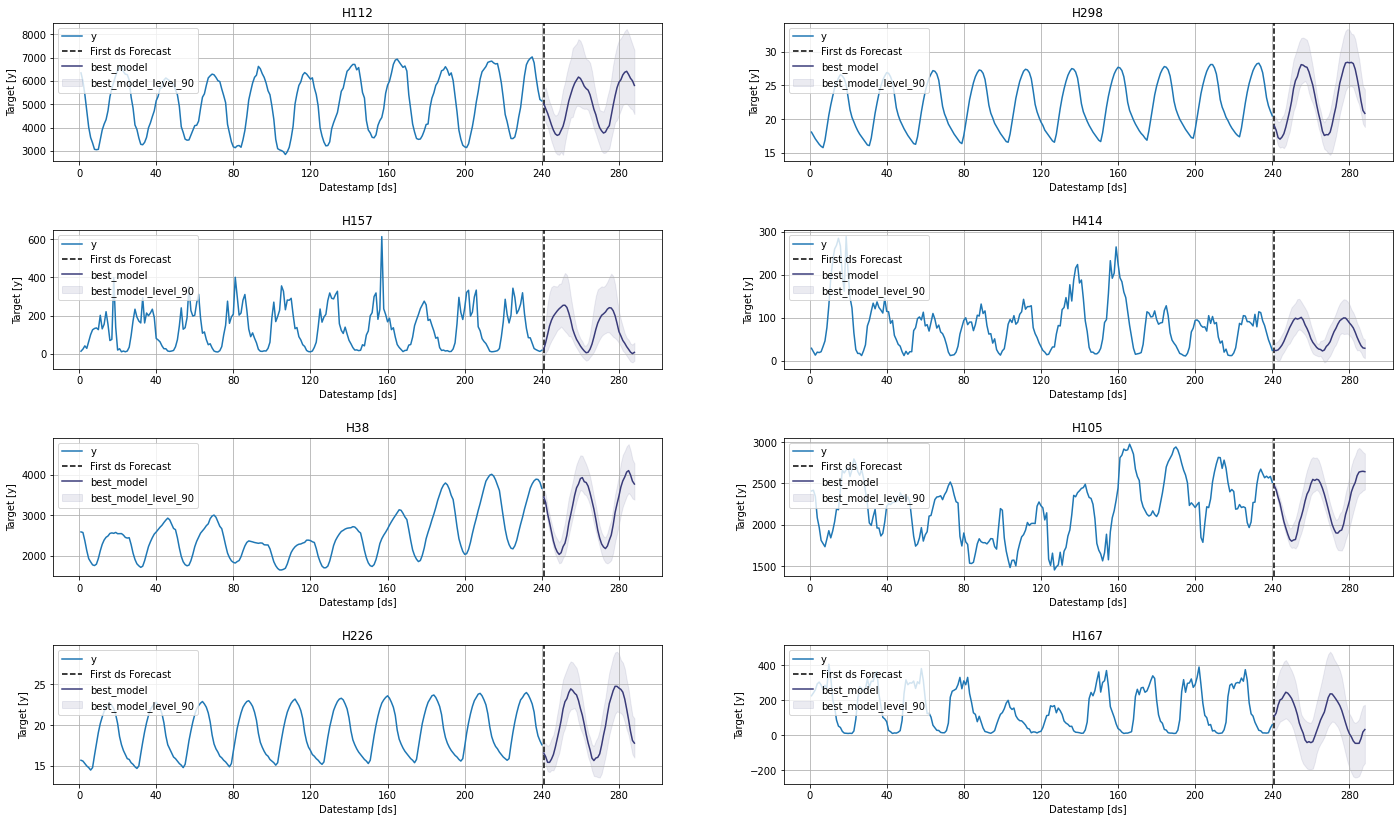 H112
Target [y]
8000
7000
6000
5000
4000
3000
y
First ds Forecast
best_model
best_model_level_90
0 40 80 120 160 200 240 280
Datestamp [ds]
H298
Target [y]
30
25
20
15
y
First ds Forecast
best_model
best_model_level_90
0 40 80 120 160 200 240 280
Datestamp [ds]
H157
Target [y]
600
400
200
0
y
First ds Forecast
best_model
best_model_level_90
0 40 80 120 160 200 240 280
Datestamp [ds]
H414
Target [y]
300
200
100
0
y
First ds Forecast
best_model
best_model_level_90
0 40 80 120 160 200 240 280
Datestamp [ds]
H38
Target [y]
4000
3000
2000
y
First ds Forecast
best_model
best_model_level_90
0 40 80 120 160 200 240 280
Datestamp [ds]
H105
Target [y]
3000
2500
2000
1500
y
First ds Forecast
best_model
best_model_level_90
0 40 80 120 160 200 240 280
Datestamp [ds]
H226
Target [y]
25
20
15
y
First ds Forecast
best_model
best_model_level_90
0 40 80 120 160 200 240 280
Datestamp [ds]
H167
Target [y]
400
200
0
−200
y
First ds Forecast
best_model
best_model_level_90
0 40 80 120 160 200 240 280
Datestamp [ds]